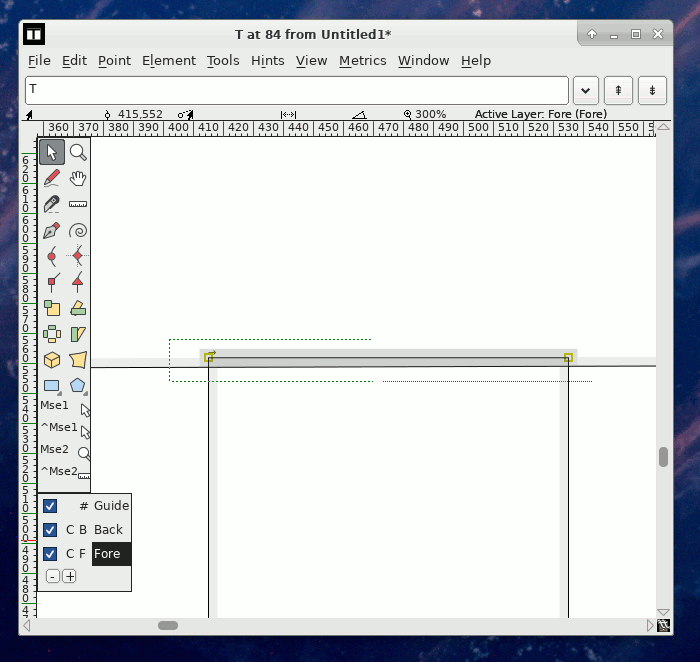 T at 84 from Untitled1*
File Edit Point Element Tools Hints View Metrics Window Help
T
415,552 300% Active Layer: Fore (Fore)
360 370 380 390 400 410 420 430 440 450 460 470 480 490 500 510 520 530 540 550
Mse1
^Mse1
Mse2
^Mse2
# Guide
C B Back
C F Fore
- +